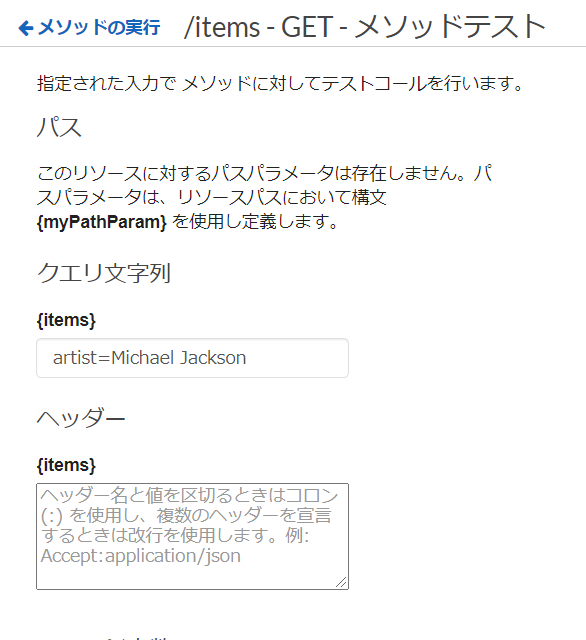 メソッドの実行 /items - GET - メソッドテスト
指定された入力で メソッドに対してテストコールを行います。
パス
このリソースに対するパスパラメータは存在しません。パ
スパラメータは、リソースパスにおいて構文
{myPathParam} を使用し定義します。
クエリ文字列
{items}
artist=Michael Jackson
ヘッダー
{items}
ヘッダー名と値を区切るときはコロン
(:) を使用し、複数のヘッダーを宣言
するときは改行を使用します。例:
Accept:application/json